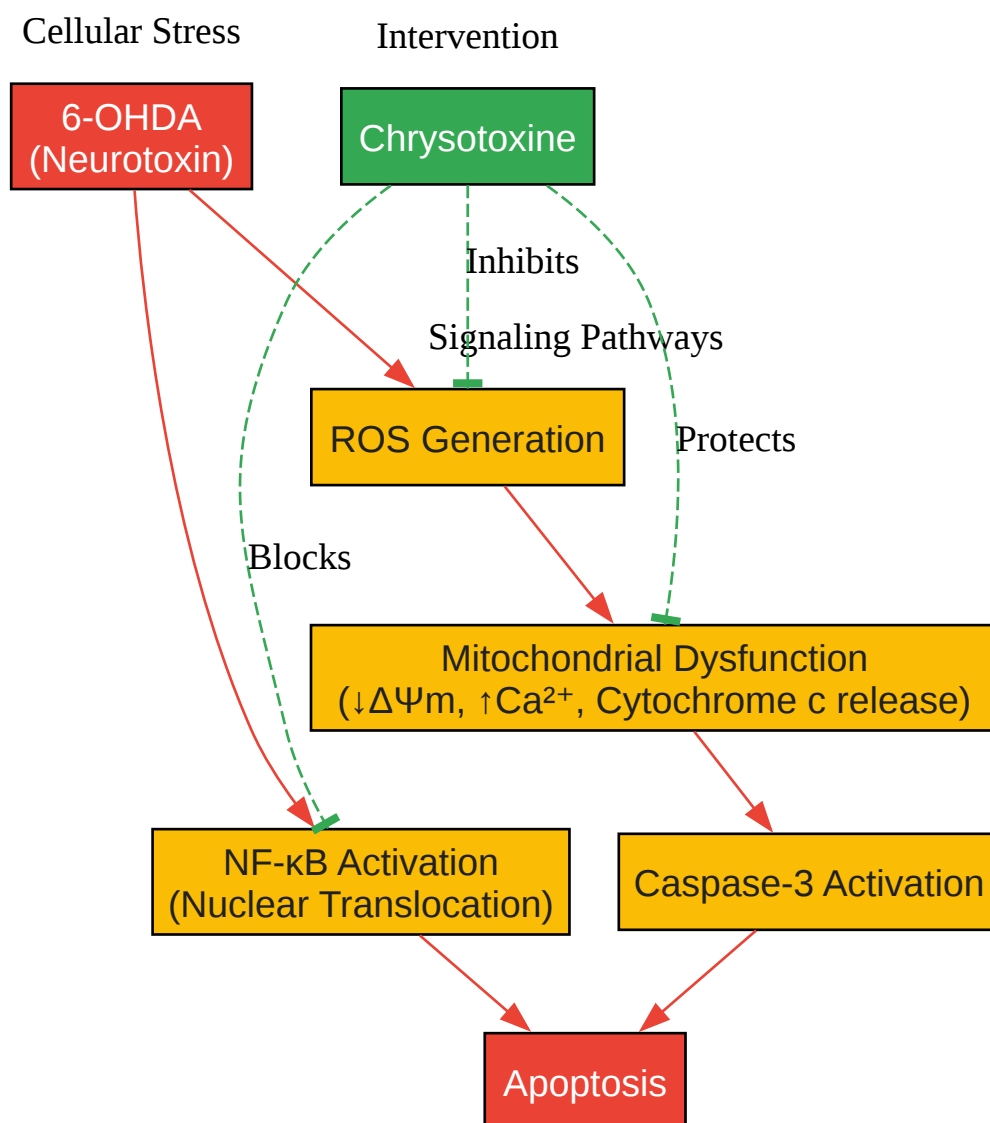 Cellular Stress
Intervention
6-OHDA
(Neurotoxin)
Chrysotoxine
Inhibits
Signaling Pathways
ROS Generation
Protects
Blocks
Mitochondrial Dysfunction
(↓ΔΨm, ↑Ca²⁺, Cytochrome c release)
NF-κB Activation
(Nuclear Translocation)
Caspase-3 Activation
Apoptosis